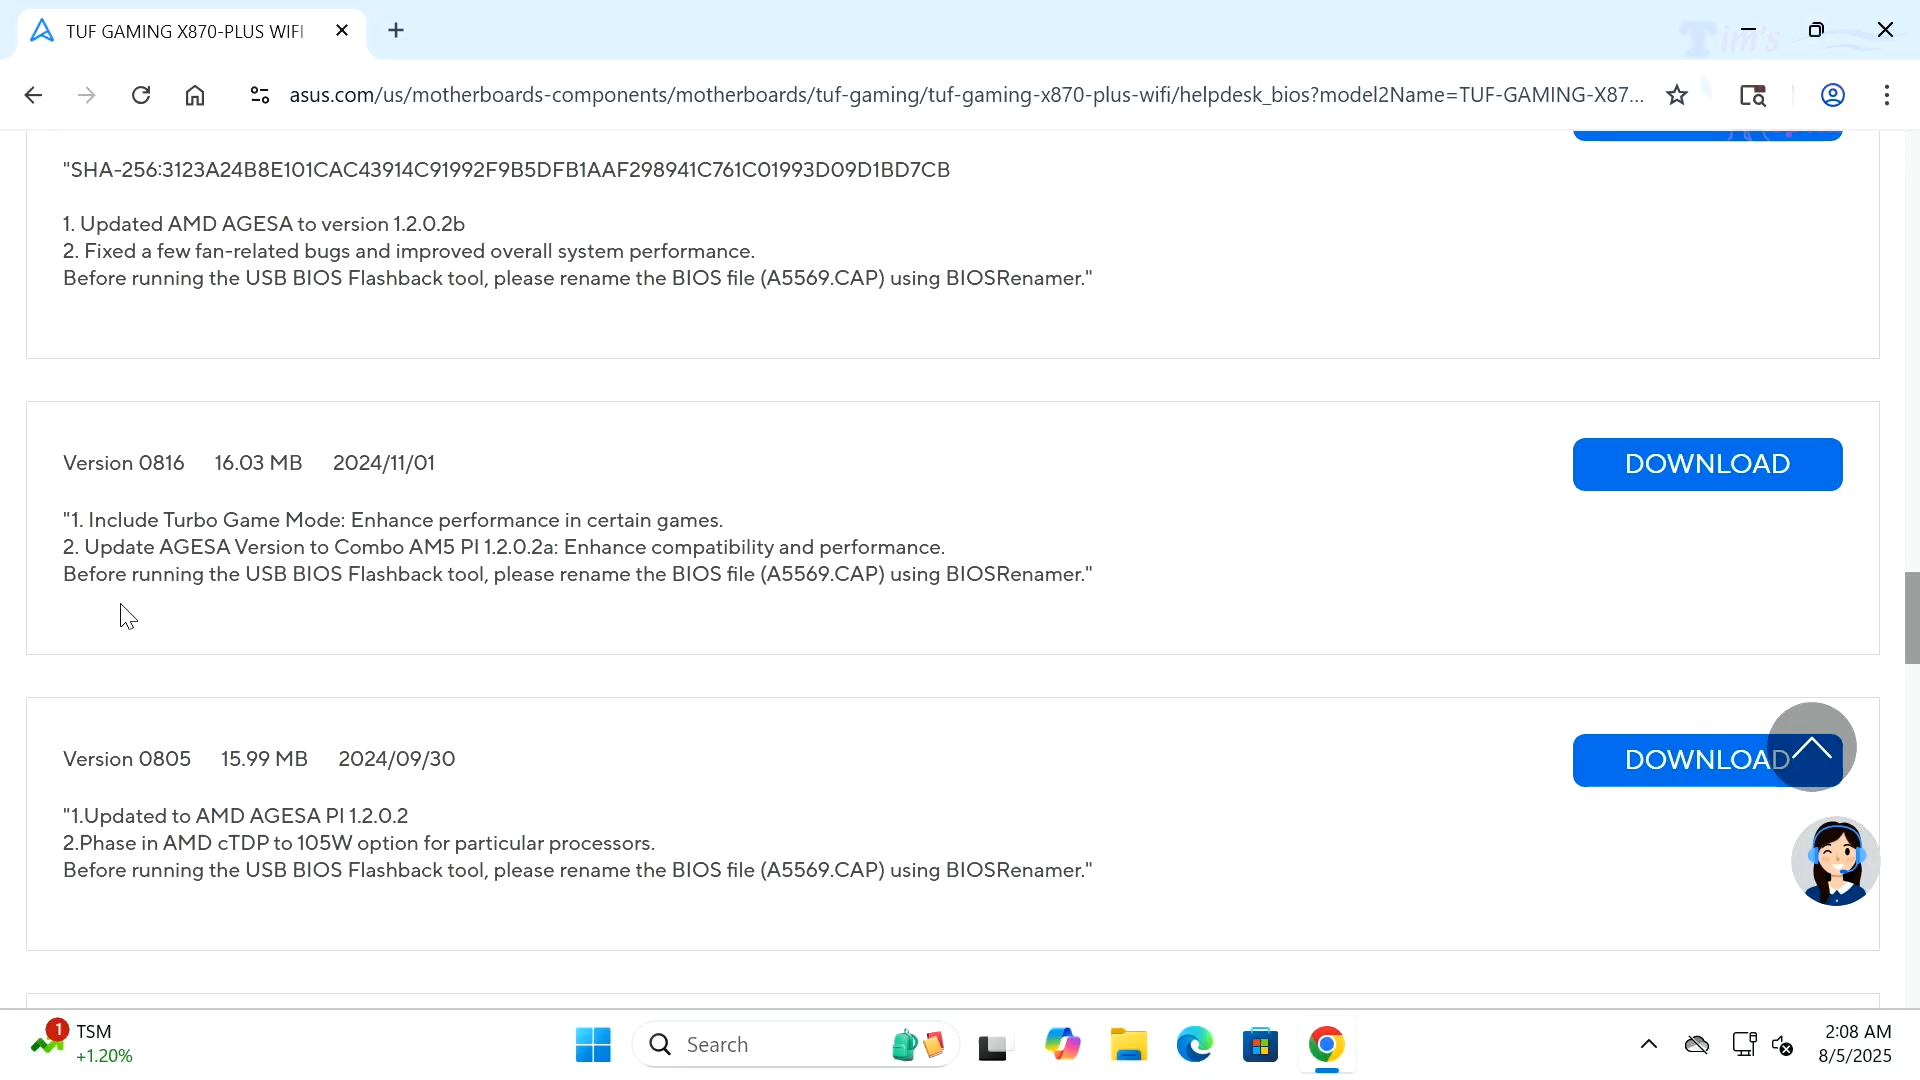 TUF GAMING X870-PLUS WIFI
Tim's
asus.com/us/motherboards-components/motherboards/tuf-gaming/tuf-gaming-x870-plus-wifi/helpdesk_bios?model2Name=TUF-GAMING-X87...
"SHA-256:3123A24B8E101CAC43914C91992F9B5DFB1AAF298941C761C01993D09D1BD7CB
1. Updated AMD AGESA to version 1.2.0.2b
2. Fixed a few fan-related bugs and improved overall system performance.
Before running the USB BIOS Flashback tool, please rename the BIOS file (A5569.CAP) using BIOSRenamer."
Version 0816 16.03 MB 2024/11/01
DOWNLOAD
"1. Include Turbo Game Mode: Enhance performance in certain games.
2. Update AGESA Version to Combo AM5 PI 1.2.0.2a: Enhance compatibility and performance.
Before running the USB BIOS Flashback tool, please rename the BIOS file (A5569.CAP) using BIOSRenamer."
Version 0805 15.99 MB 2024/09/30
DOWNLOAD
"1.Updated to AMD AGESA PI 1.2.0.2
2.Phase in AMD cTDP to 105W option for particular processors.
Before running the USB BIOS Flashback tool, please rename the BIOS file (A5569.CAP) using BIOSRenamer."
1
TSM
+1.20%
Search
2:08 AM
8/5/2025